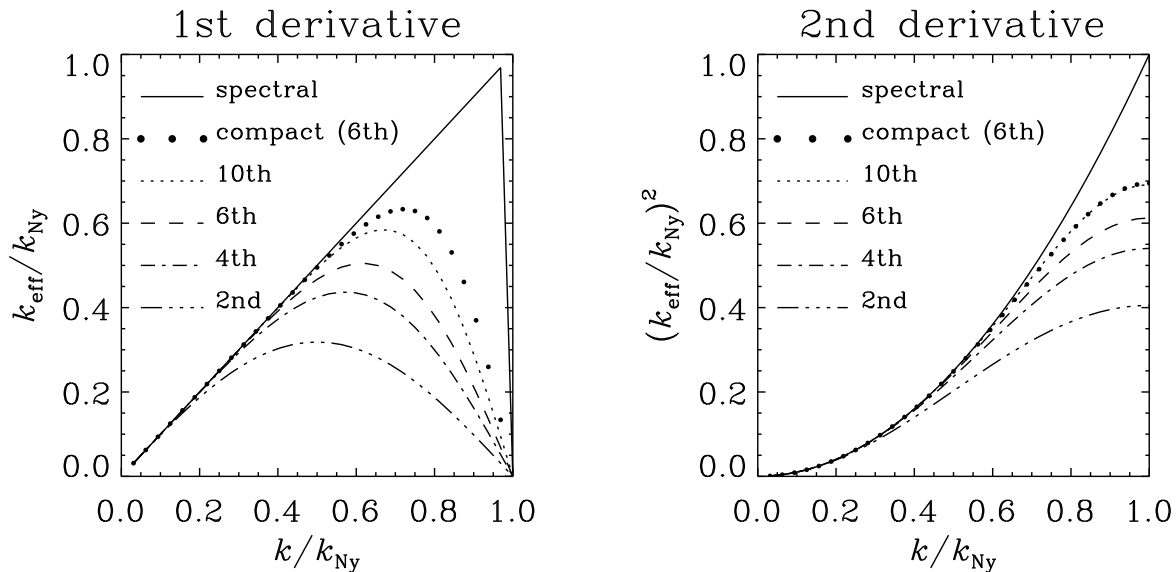 1st derivative
k_eff/k_Ny
1.0
0.8
0.6
0.4
0.2
0.0
spectral
compact (6th)
10th
6th
4th
2nd
0.0 0.2 0.4 0.6 0.8 1.0
k/k_Ny
2nd derivative
(k_eff/k_Ny)^2
1.0
0.8
0.6
0.4
0.2
0.0
spectral
compact (6th)
10th
6th
4th
2nd
0.0 0.2 0.4 0.6 0.8 1.0
k/k_Ny